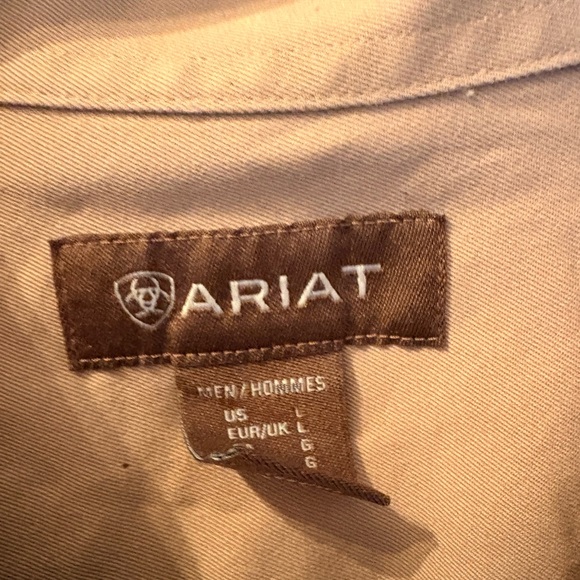 ARIAT
MEN/HOMMES
US L
EUR/UK L
G
G